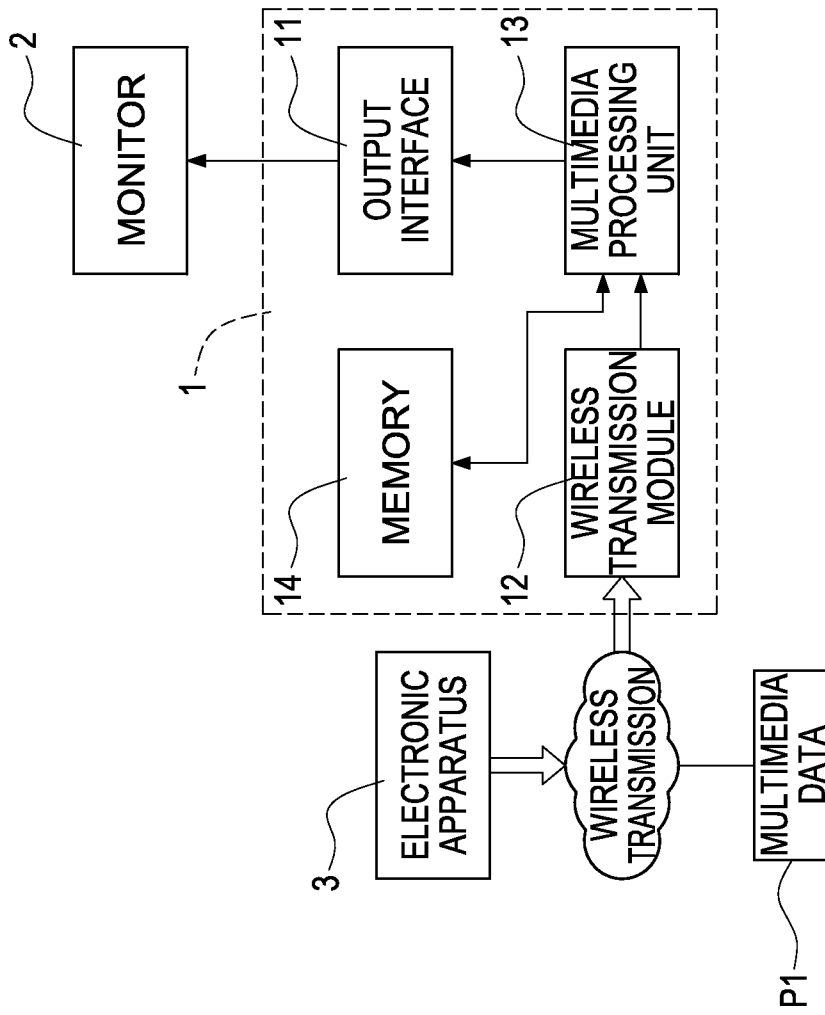 2
MONITOR
1
14
11
3
MEMORY
OUTPUT
INTERFACE
ELECTRONIC
APPARATUS
12
13
WIRELESS
TRANSMISSION
WIRELESS
TRANSMISSION
MODULE
MULTIMEDIA
PROCESSING
UNIT
MULTIMEDIA
DATA
P1